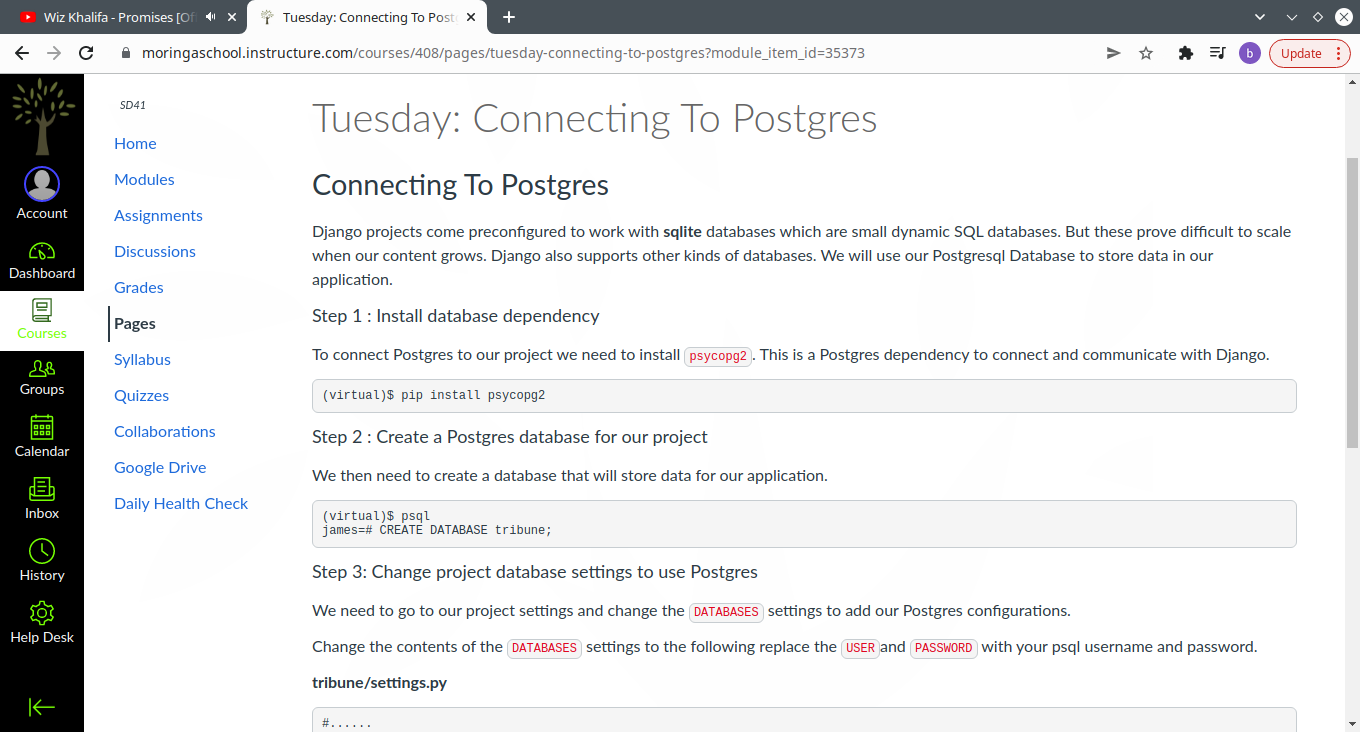 Wiz Khalifa - Promises [Of
Tuesday: Connecting To Post
moringaschool.instructure.com/courses/408/pages/tuesday-connecting-to-postgres?module_item_id=35373
b
Update
Account
Dashboard
Courses
Groups
Calendar
Inbox
History
Help Desk
SD41
Home
Modules
Assignments
Discussions
Grades
Pages
Syllabus
Quizzes
Collaborations
Google Drive
Daily Health Check
Tuesday: Connecting To Postgres
Connecting To Postgres
Django projects come preconfigured to work with sqlite databases which are small dynamic SQL databases. But these prove difficult to scale
when our content grows. Django also supports other kinds of databases. We will use our Postgresql Database to store data in our
application.
Step 1 : Install database dependency
To connect Postgres to our project we need to install psycopg2. This is a Postgres dependency to connect and communicate with Django.
(virtual)$ pip install psycopg2
Step 2 : Create a Postgres database for our project
We then need to create a database that will store data for our application.
(virtual)$ psql
james=# CREATE DATABASE tribune;
Step 3: Change project database settings to use Postgres
We need to go to our project settings and change the DATABASES settings to add our Postgres configurations.
Change the contents of the DATABASES settings to the following replace the USER and PASSWORD with your psql username and password.
tribune/settings.py
#......